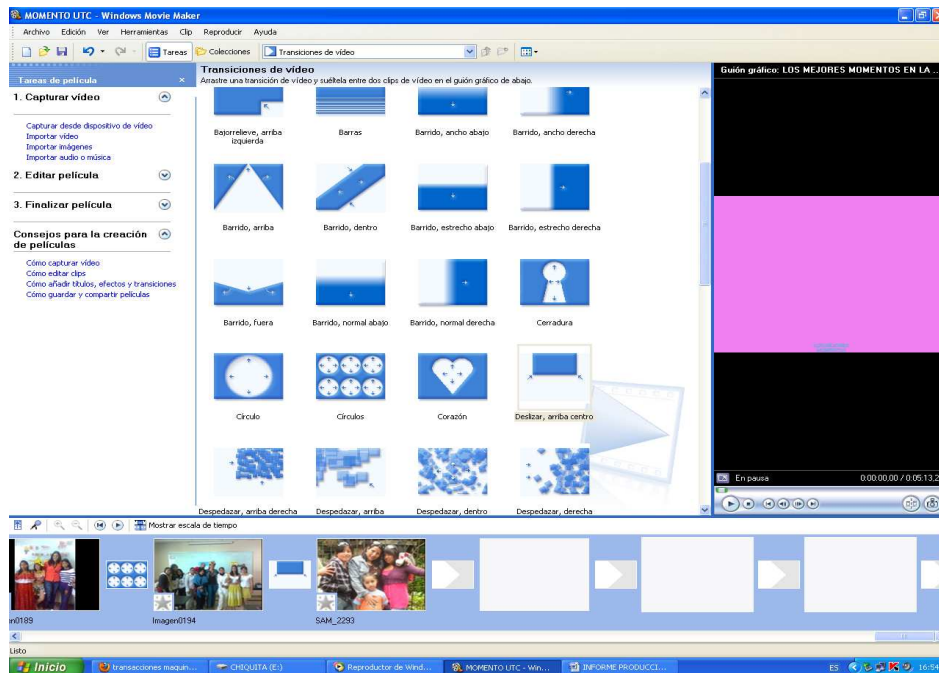 MOMENTO UTC - Windows Movie Maker
Archivo Edición Ver Herramientas Clip Reproducir Ayuda
Tareas Colecciones Transiciones de vídeo
Tareas de película ×
1. Capturar vídeo
Capturar desde dispositivo de vídeo
Importar vídeo
Importar imágenes
Importar audio o música
2. Editar película
3. Finalizar película
Consejos para la creación
de películas
Cómo capturar vídeo
Cómo editar clips
Cómo añadir títulos, efectos y transiciones
Cómo guardar y compartir películas
Transiciones de vídeo
Arrastre una transición de vídeo y suéltela entre dos clips de vídeo en el guión gráfico de abajo.
Bajorrelieve, arriba
izquierda
Barras
Barrido, ancho abajo
Barrido, ancho derecha
Barrido, arriba
Barrido, dentro
Barrido, estrecho abajo
Barrido, estrecho derecha
Barrido, fuera
Barrido, normal abajo
Barrido, normal derecha
Cerradura
Círculo
Círculos
Corazón
Deslizar, arriba centro
Despedazar, arriba derecha
Despedazar, arriba
Despedazar, dentro
Despedazar, derecha
Guión gráfico: LOS MEJORES MOMENTOS EN LA ...
En pausa 0:00:00,00 / 0:05:13,2
Mostrar escala de tiempo
n0189
Imagen0194
SAM_2293
Listo
Inicio
transacciones maquin...
CHIQUITA (E:)
Reproductor de Wind...
MOMENTO UTC - Win...
INFORME PRODUCCI...
ES
16:54